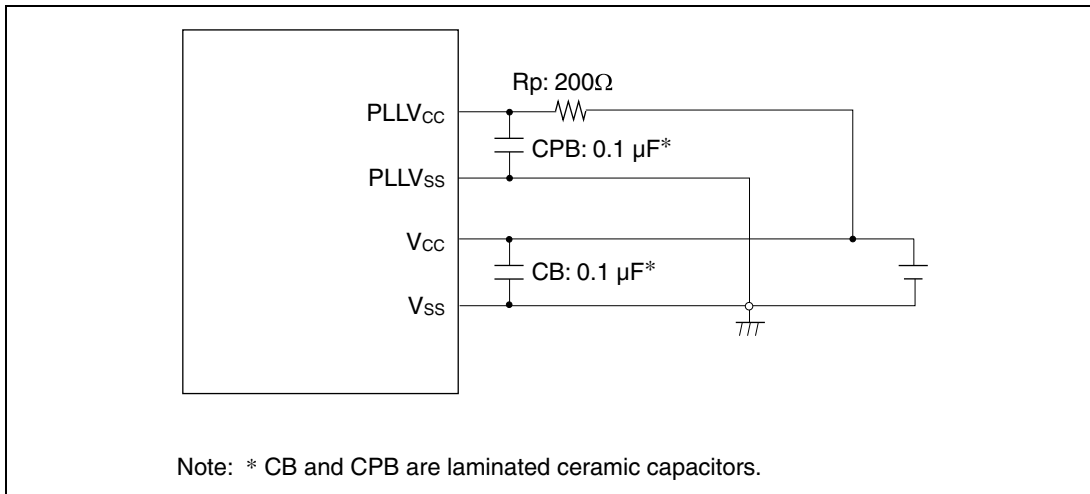 Rp: 200Ω
PLLVCC
CPB: 0.1 µF*
PLLVSS
VCC
CB: 0.1 µF*
VSS
Note: * CB and CPB are laminated ceramic capacitors.